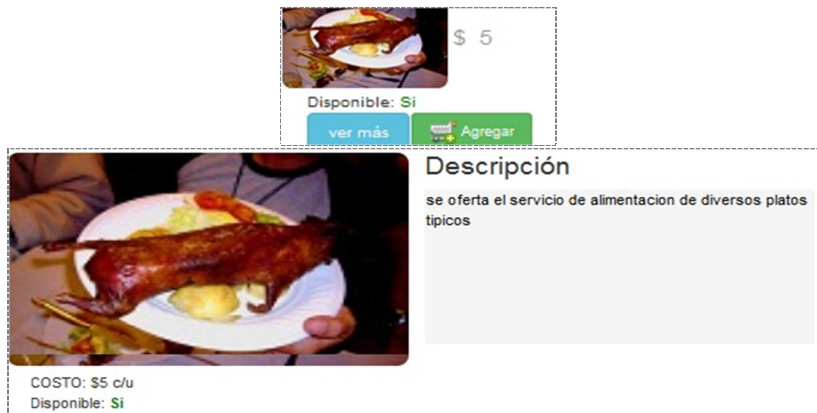 $ 5
Disponible: Si
ver más
Agregar
Descripción
se oferta el servicio de alimentacion de diversos platos
tipicos
COSTO: $5 c/u
Disponible: Si